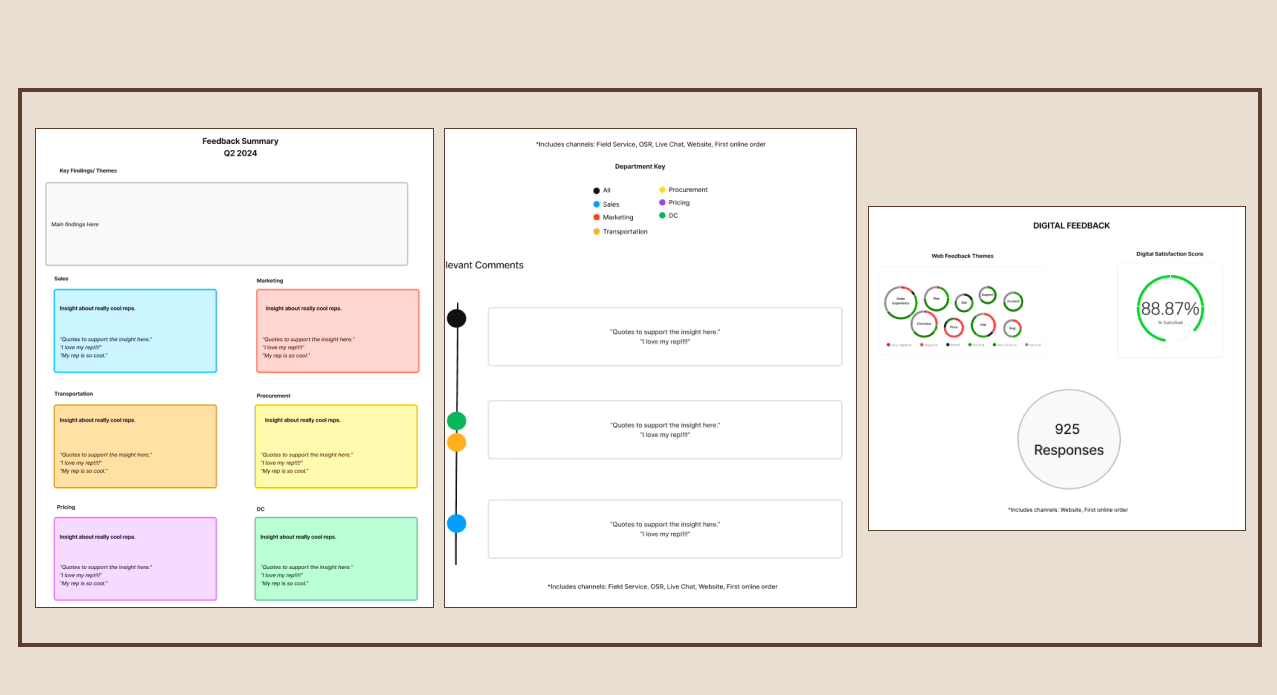 Feedback Summary
Q2 2024
Key Findings/ Themes
Main findings Here
Sales
Insight about really cool reps.
"Quotes to support the insight here."
"I love my rep!!!!"
"My rep is so cool."
Marketing
Insight about really cool reps.
"Quotes to support the insight here."
"I love my rep!!!!"
"My rep is so cool."
Transportation
Insight about really cool reps.
"Quotes to support the insight here."
"I love my rep!!!!"
"My rep is so cool."
Procurement
Insight about really cool reps.
"Quotes to support the insight here."
"I love my rep!!!!"
"My rep is so cool."
Pricing
Insight about really cool reps.
"Quotes to support the insight here."
"I love my rep!!!!"
"My rep is so cool."
DC
Insight about really cool reps.
"Quotes to support the insight here."
"I love my rep!!!!"
"My rep is so cool."
*Includes channels: Field Service, OSR, Live Chat, Website, First online order
Department Key
All
Sales
Marketing
Transportation
Procurement
Pricing
DC
levant Comments
"Quotes to support the insight here."
"I love my rep!!!!"
"Quotes to support the insight here."
"I love my rep!!!!"
"Quotes to support the insight here."
"I love my rep!!!!"
*Includes channels: Field Service, OSR, Live Chat, Website, First online order
DIGITAL FEEDBACK
Web Feedback Themes
Order
Experience
Rep
Support
Account
Checkout
Price
Digital Satisfaction Score
88.87%
% Satisfied
925
Responses
*Includes channels: Website, First online order